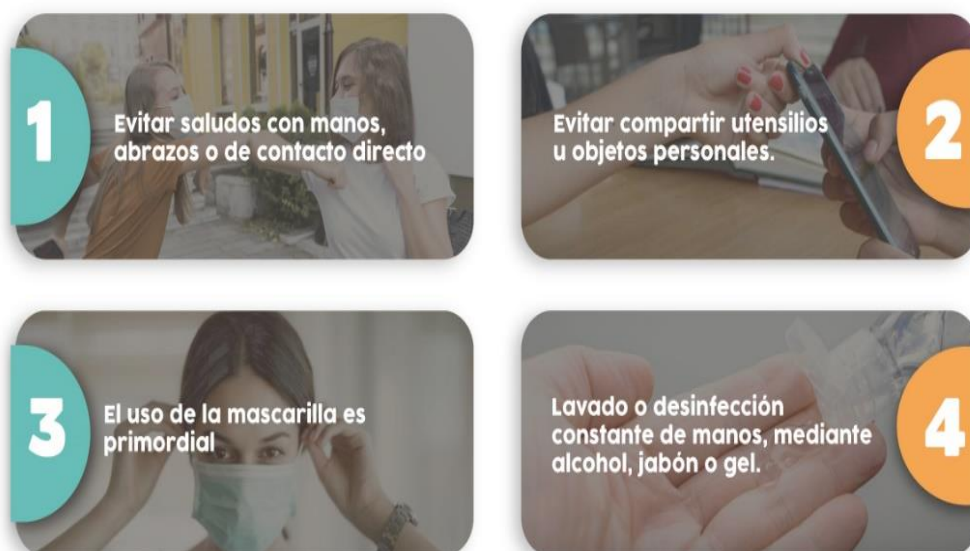 1
Evitar saludos con manos,
abrazos o de contacto directo
Evitar compartir utensilios
u objetos personales.
2
3
El uso de la mascarilla es
primordial
Lavado o desinfección
constante de manos, mediante
alcohol, jabón o gel.
4